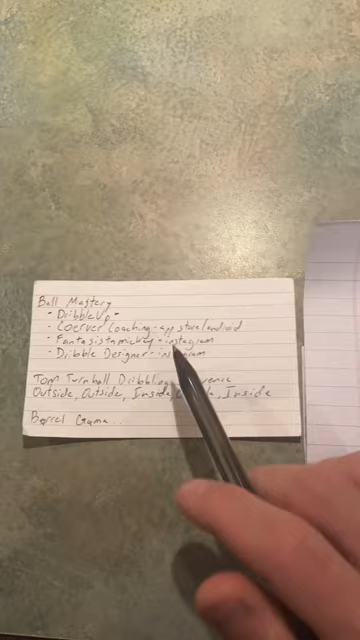 Ball Mastery
- DribbleUp -
- Coerver Coaching - app store/android
- Fantasistamickey - instagram
- Dribble Designer - instagram
Tom Turnball Dribbling
Outside, Outside, Inside, Inside
Barrel Game..